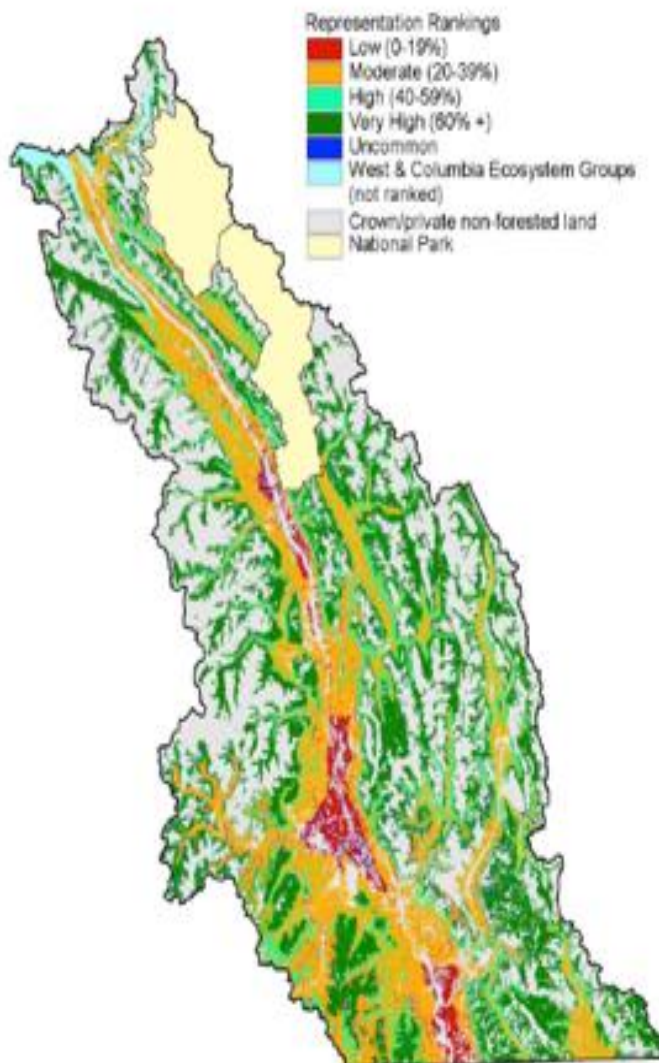 Representation Rankings
Low (0-19%)
Moderate (20-39%)
High (40-59%)
Very High (60% +)
Uncommon
West & Columbia Ecosystem Groups
(not ranked)
Crown/private non-forested land
National Park